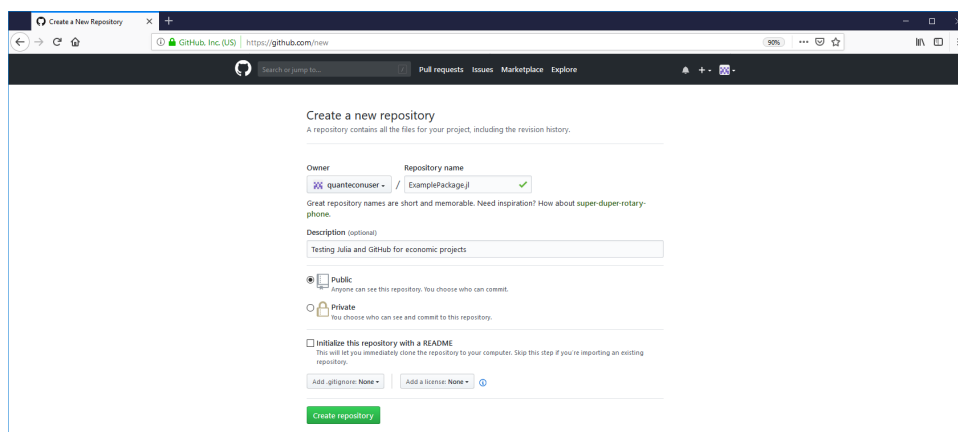 Create a New Repository
GitHub, Inc. (US) https://github.com/new 90%
Search or jump to... / Pull requests Issues Marketplace Explore
Create a new repository
A repository contains all the files for your project, including the revision history.
Owner Repository name
quanteconuser / ExamplePackage.jl
Great repository names are short and memorable. Need inspiration? How about super-duper-rotary-
phone.
Description (optional)
Testing Julia and GitHub for economic projects
Public
Anyone can see this repository. You choose who can commit.
Private
You choose who can see and commit to this repository.
Initialize this repository with a README
This will let you immediately clone the repository to your computer. Skip this step if you're importing an existing
repository.
Add .gitignore: None Add a license: None
Create repository